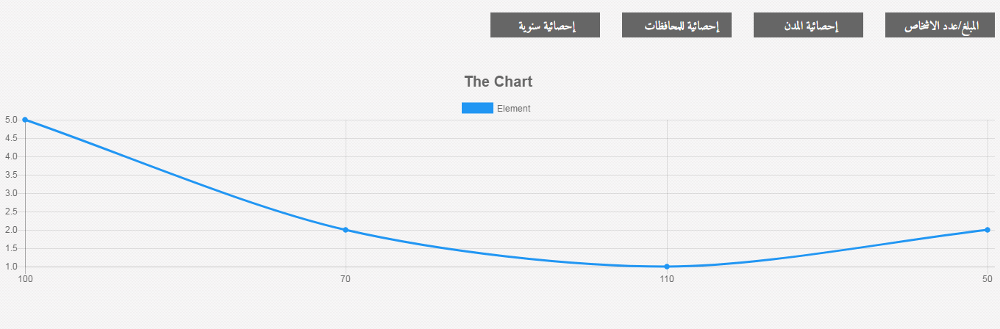 المبلغ/عدد الاشخاص
إحصائية المدن
إحصائية للمحافظات
إحصائية سنوية
The Chart
Element
5.0
4.5
4.0
3.5
3.0
2.5
2.0
1.5
1.0
100 70 110 50